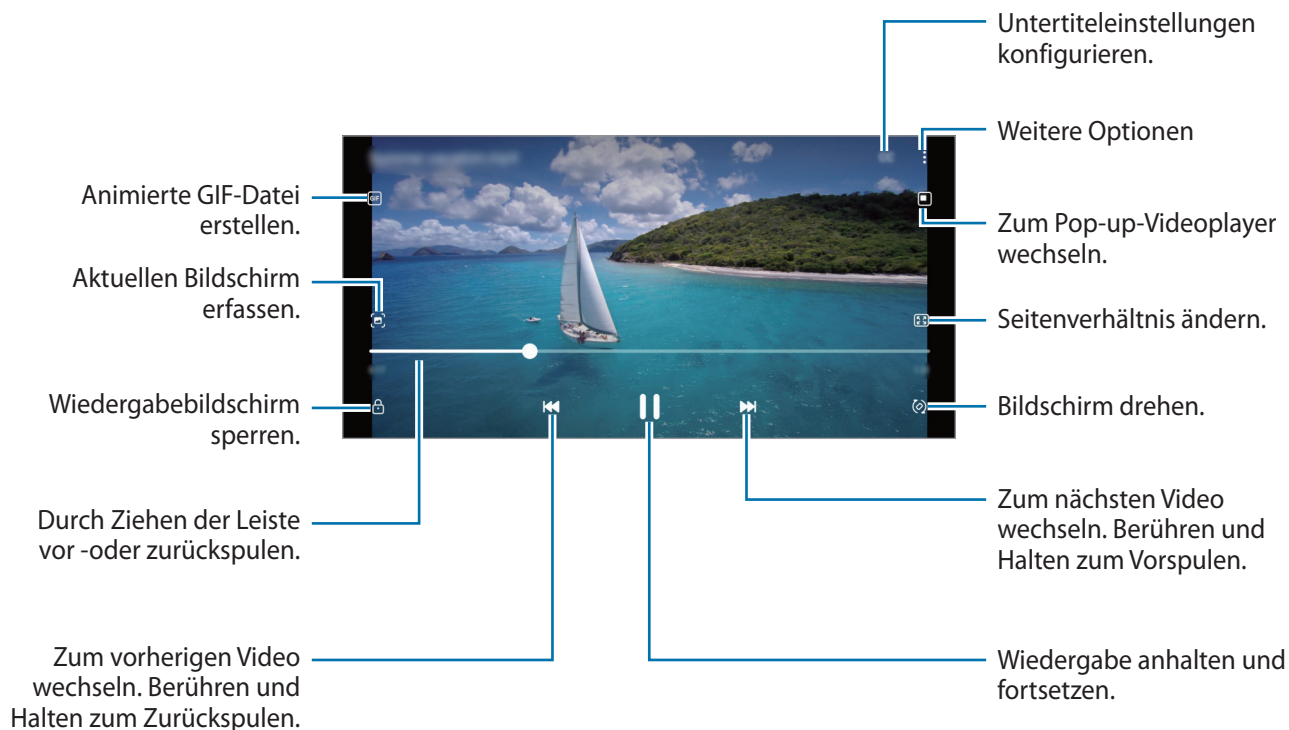 Untertiteleinstellungen
konfigurieren.
Weitere Optionen
Animierte GIF-Datei
erstellen.
GIF
Zum Pop-up-Videoplayer
wechseln.
Aktuellen Bildschirm
erfassen.
Seitenverhältnis ändern.
Wiedergabebildschirm
sperren.
Bildschirm drehen.
Durch Ziehen der Leiste
vor -oder zurückspulen.
Zum nächsten Video
wechseln. Berühren und
Halten zum Vorspulen.
Zum vorherigen Video
wechseln. Berühren und
Halten zum Zurückspulen.
Wiedergabe anhalten und
fortsetzen.